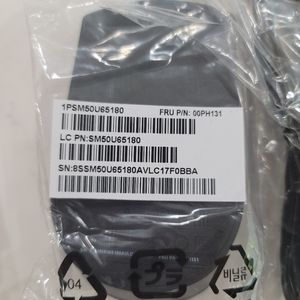 1PSM50U65180 FRU P/N: 00PH131
LC PN:SM50U65180
SN:8SSM50U65180AVLC17F0BBA
04
비닐류